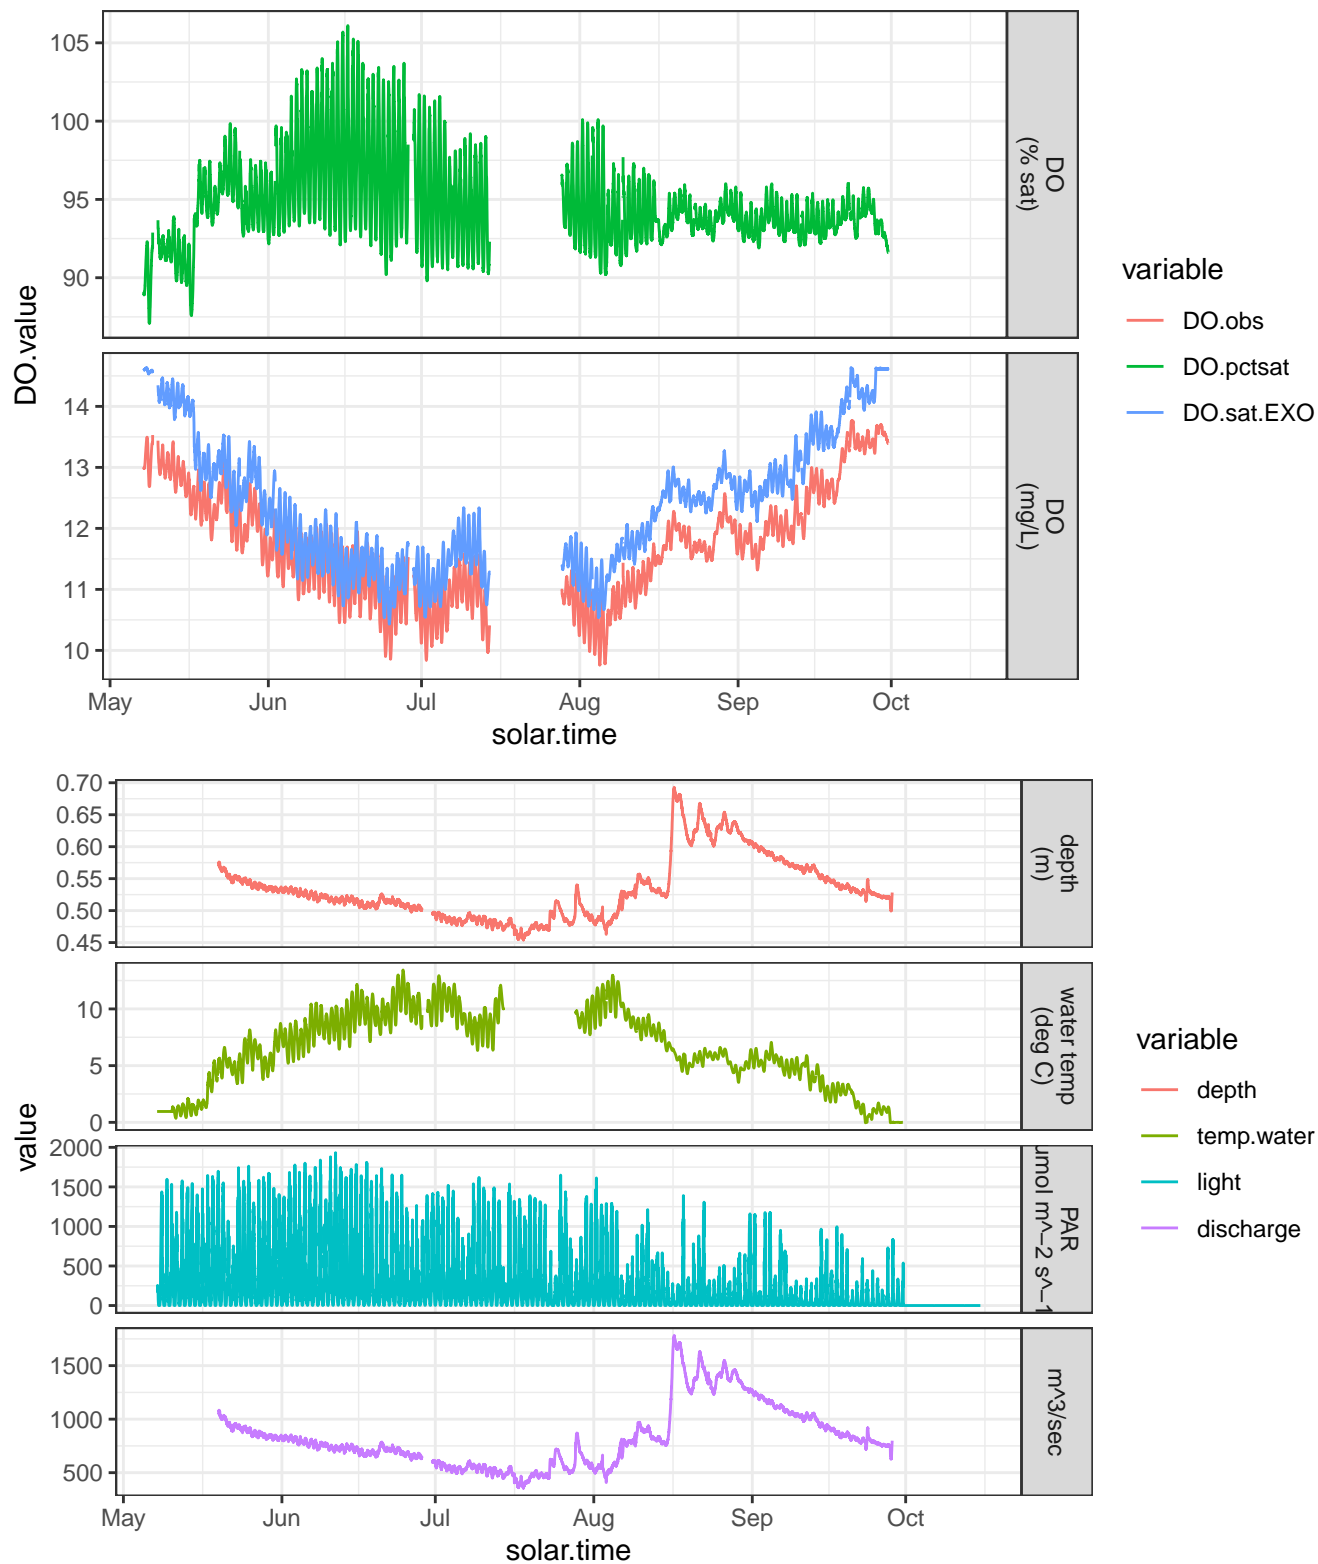 DO.value
105
100
95
90
DO
(% sat)
14
13
12
11
10
DO
(mg/L)
May Jun Jul Aug Sep Oct
solar.time
variable
DO.obs
DO.pctsat
DO.sat.EXO
value
0.70
0.65
0.60
0.55
0.50
0.45
depth
(m)
10
5
0
water temp
(deg C)
2000
1500
1000
500
0
PAR
umol m^−2 s^−1
1500
1000
500
m^3/sec
May Jun Jul Aug Sep Oct
solar.time
variable
depth
temp.water
light
discharge